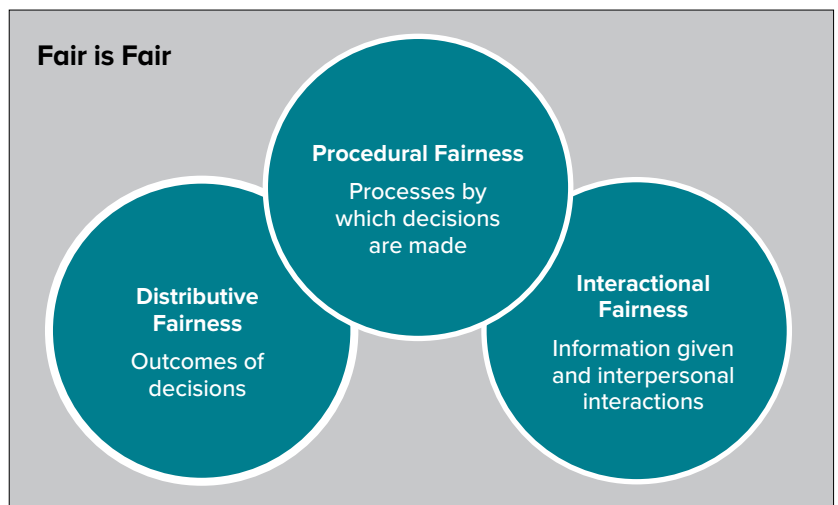 Fair is Fair
Procedural Fairness
Processes by
which decisions
are made
Distributive
Fairness
Outcomes of
decisions
Interactional
Fairness
Information given
and interpersonal
interactions